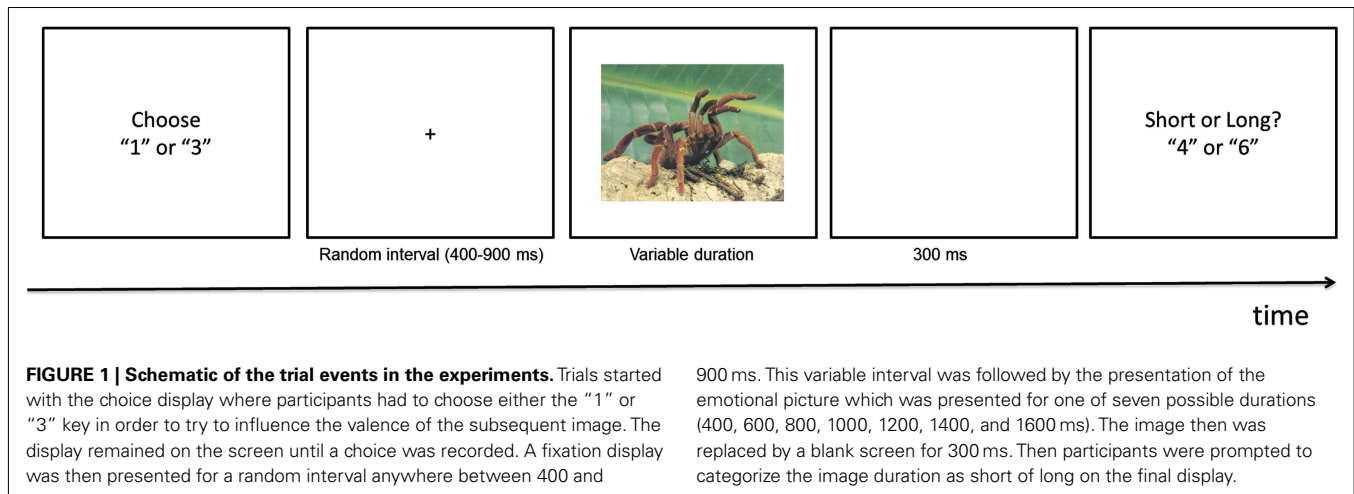 Choose
“1” or “3”
+
Short or Long?
“4” or “6”
Random interval (400-900 ms)
Variable duration
300 ms
time
FIGURE 1 | Schematic of the trial events in the experiments. Trials started
with the choice display where participants had to choose either the “1” or
“3” key in order to try to influence the valence of the subsequent image. The
display remained on the screen until a choice was recorded. A fixation display
was then presented for a random interval anywhere between 400 and
900 ms. This variable interval was followed by the presentation of the
emotional picture which was presented for one of seven possible durations
(400, 600, 800, 1000, 1200, 1400, and 1600 ms). The image then was
replaced by a blank screen for 300 ms. Then participants were prompted to
categorize the image duration as short of long on the final display.